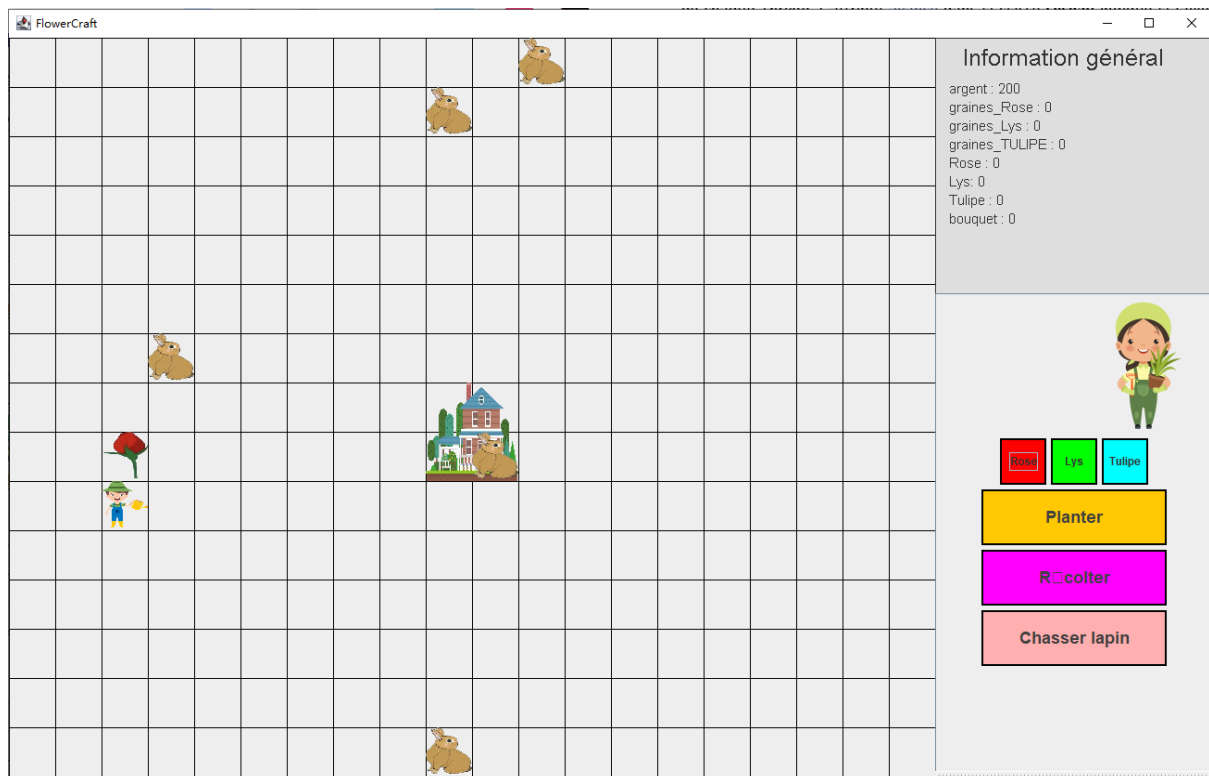 FlowerCraft
Information général
argent : 200
graines_Rose : 0
graines_Lys : 0
graines_TULIPE : 0
Rose : 0
Lys: 0
Tulipe : 0
bouquet : 0
Rose Lys Tulipe
Planter
R□colter
Chasser lapin